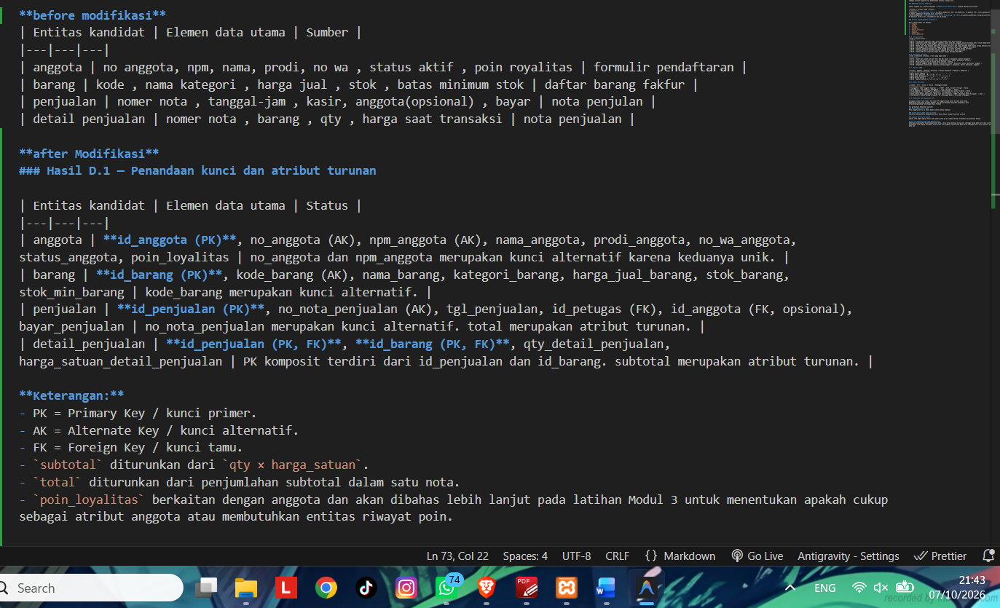 **before modifikasi**
| Entitas kandidat | Elemen data utama | Sumber |
|---|---|---|
| anggota | no anggota, npm, nama, prodi, no wa , status aktif , poin royalitas | formulir pendaftaran |
| barang | kode , nama kategori , harga jual , stok , batas minimum stok | daftar barang fakfur |
| penjualan | nomer nota , tanggal-jam , kasir, anggota(opsional) , bayar | nota penjulan |
| detail penjualan | nomer nota , barang , qty , harga saat transaksi | nota penjualan |
**after Modifikasi**
### Hasil D.1 — Penandaan kunci dan atribut turunan
| Entitas kandidat | Elemen data utama | Status |
|---|---|---|
| anggota | **id_anggota (PK)**, no_anggota (AK), npm_anggota (AK), nama_anggota, prodi_anggota, no_wa_anggota,
status_anggota, poin_loyalitas | no_anggota dan npm_anggota merupakan kunci alternatif karena keduanya unik. |
| barang | **id_barang (PK)**, kode_barang (AK), nama_barang, kategori_barang, harga_jual_barang, stok_barang,
stok_min_barang | kode_barang merupakan kunci alternatif. |
| penjualan | **id_penjualan (PK)**, no_nota_penjualan (AK), tgl_penjualan, id_petugas (FK), id_anggota (FK, opsional),
bayar_penjualan | no_nota_penjualan merupakan kunci alternatif. total merupakan atribut turunan. |
| detail_penjualan | **id_penjualan (PK, FK)**, **id_barang (PK, FK)**, qty_detail_penjualan,
harga_satuan_detail_penjualan | PK komposit terdiri dari id_penjualan dan id_barang. subtotal merupakan atribut turunan. |
**Keterangan:**
- PK = Primary Key / kunci primer.
- AK = Alternate Key / kunci alternatif.
- FK = Foreign Key / kunci tamu.
- `subtotal` diturunkan dari `qty × harga_satuan`.
- `total` diturunkan dari penjumlahan subtotal dalam satu nota.
- `poin_loyalitas` berkaitan dengan anggota dan akan dibahas lebih lanjut pada latihan Modul 3 untuk menentukan apakah cukup
sebagai atribut anggota atau membutuhkan entitas riwayat poin.
Ln 73, Col 22 Spaces: 4 UTF-8 CRLF {} Markdown Go Live Antigravity - Settings Prettier
Search L 74 PDF W ENG 21:43
07/10/2026
recorded by